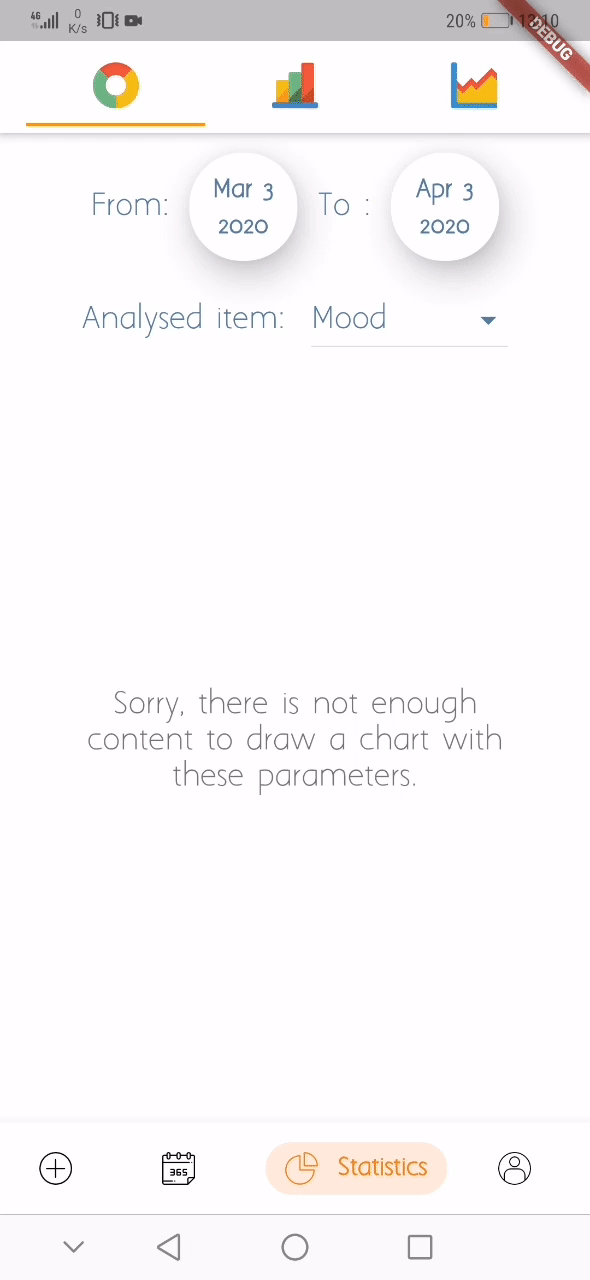 4G 0 K/s 20% 13:10
DEBUG
From: Mar 3 2020 To : Apr 3 2020
Analysed item: Mood
Sorry, there is not enough
content to draw a chart with
these parameters.
365 Statistics